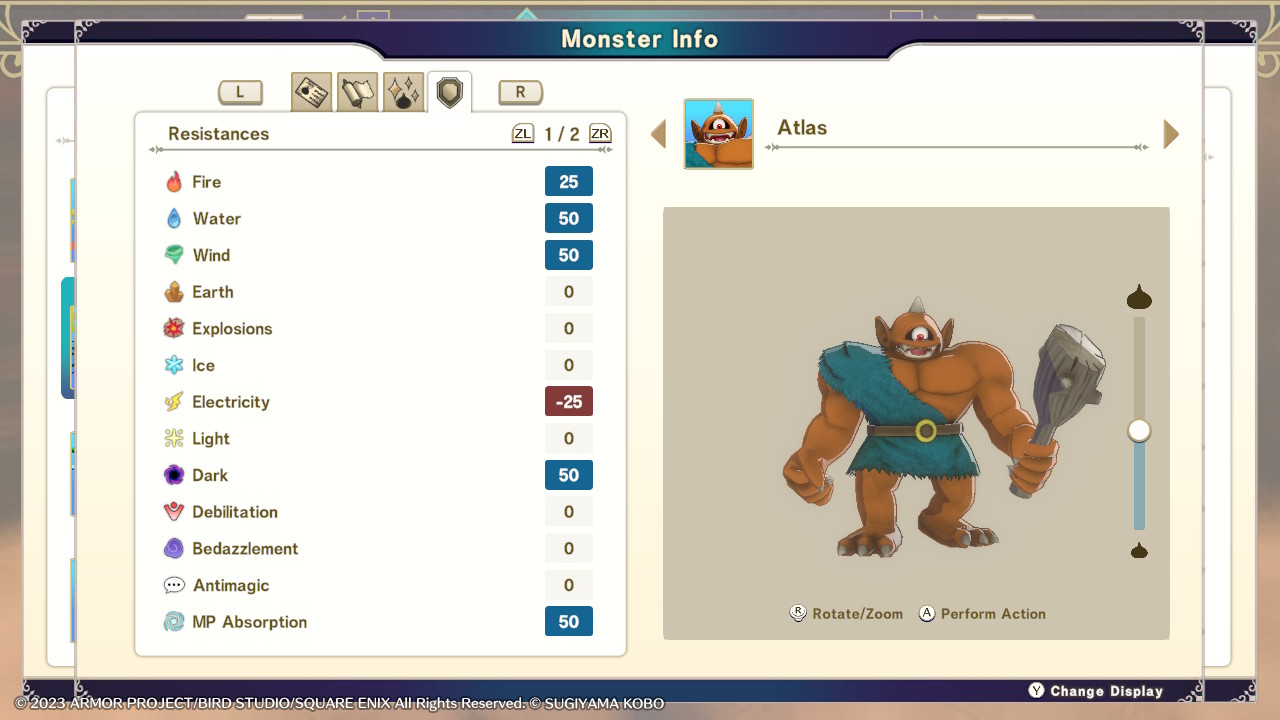 Monster Info
L
R
Resistances
ZL 1 / 2 ZR
Fire 25
Water 50
Wind 50
Earth 0
Explosions 0
Ice 0
Electricity -25
Light 0
Dark 50
Debilitation 0
Bedazzlement 0
Antimagic 0
MP Absorption 50
Atlas
R Rotate/Zoom A Perform Action
Y Change Display
© 2023 ARMOR PROJECT/BIRD STUDIO/SQUARE ENIX All Rights Reserved. © SUGIYAMA KOBO